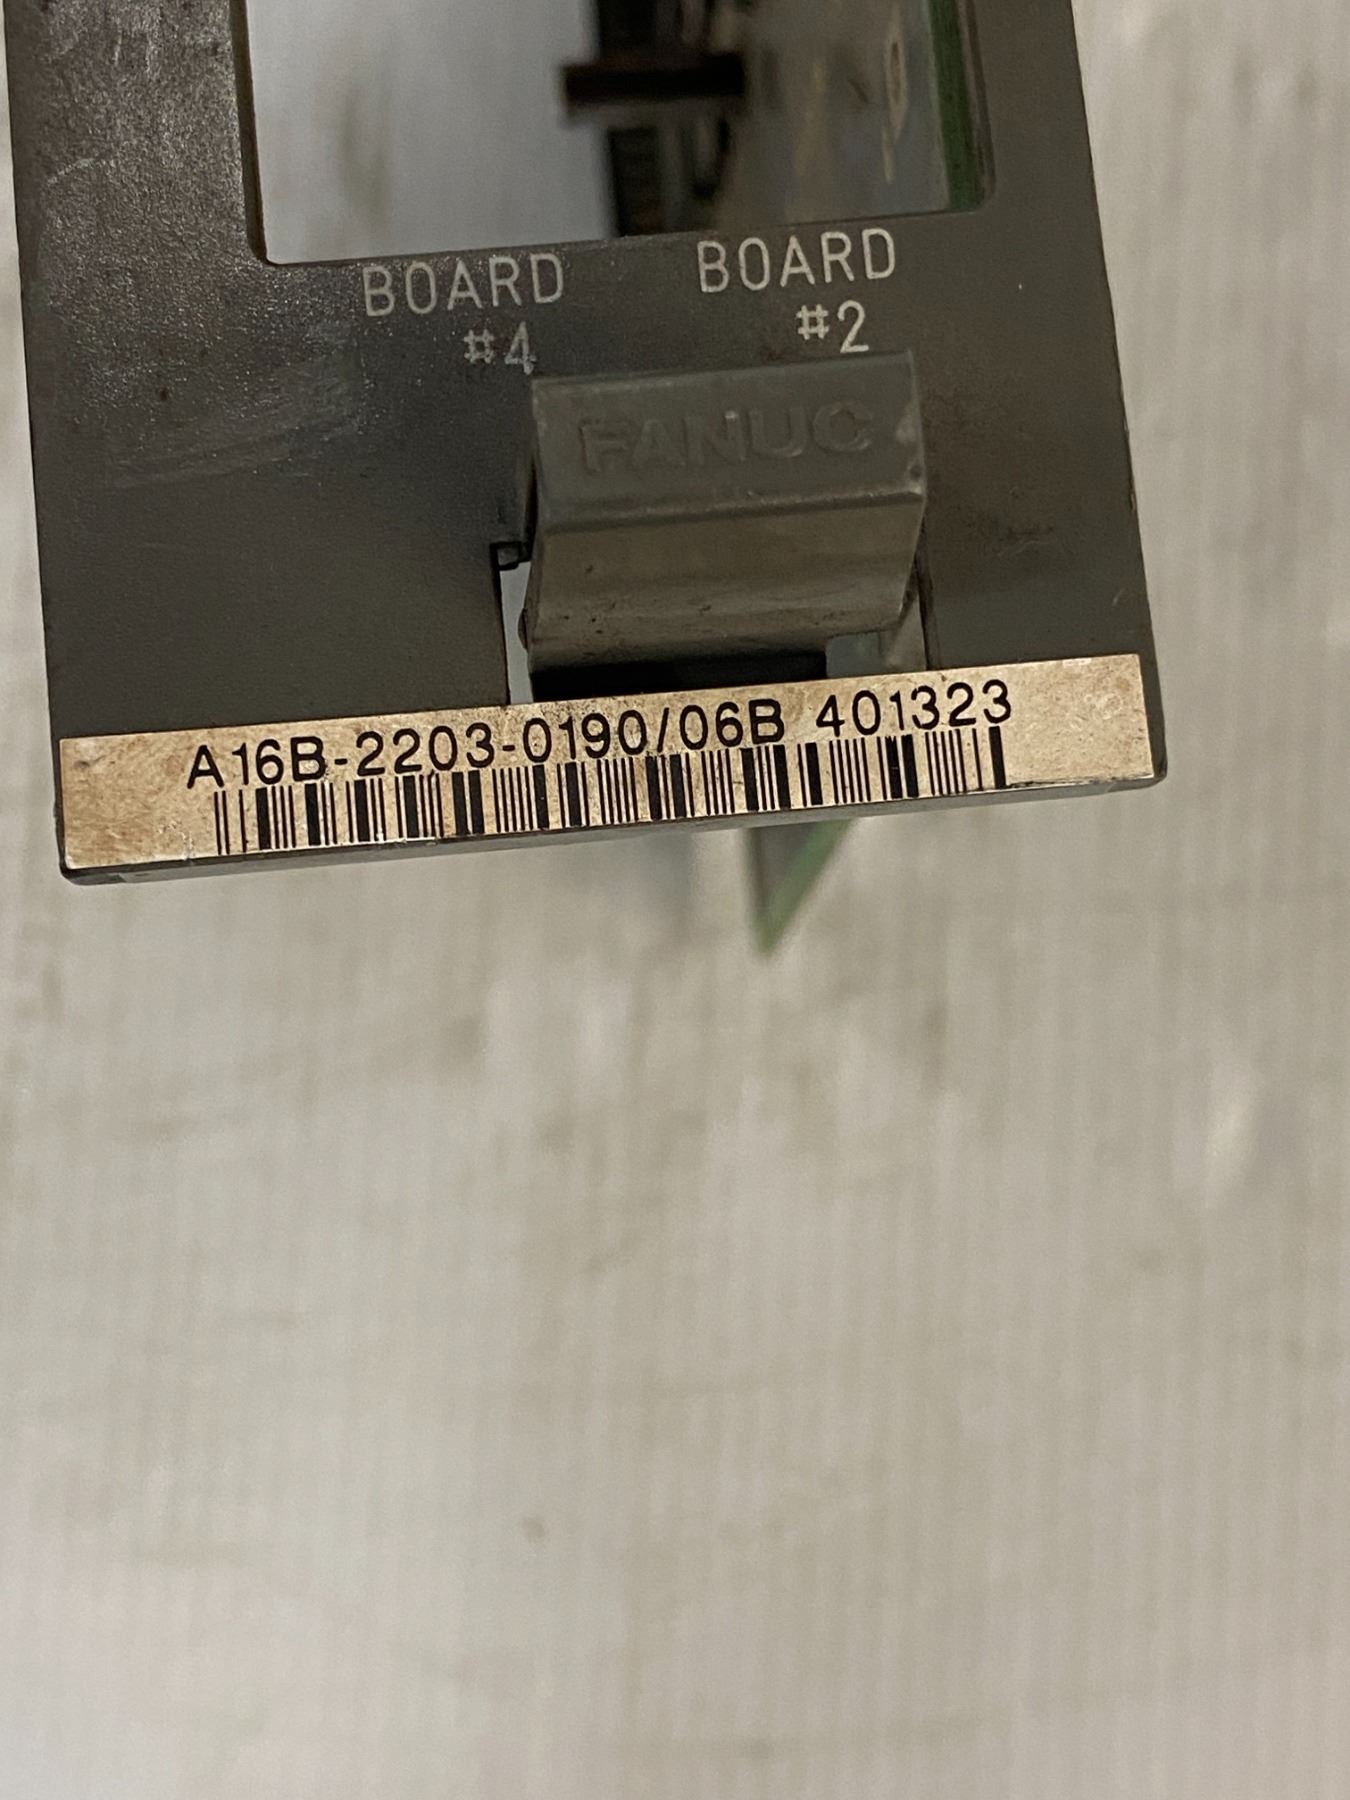 BOARD BOARD
#4 #2
FANUC
A16B-2203-0190/06B 401323